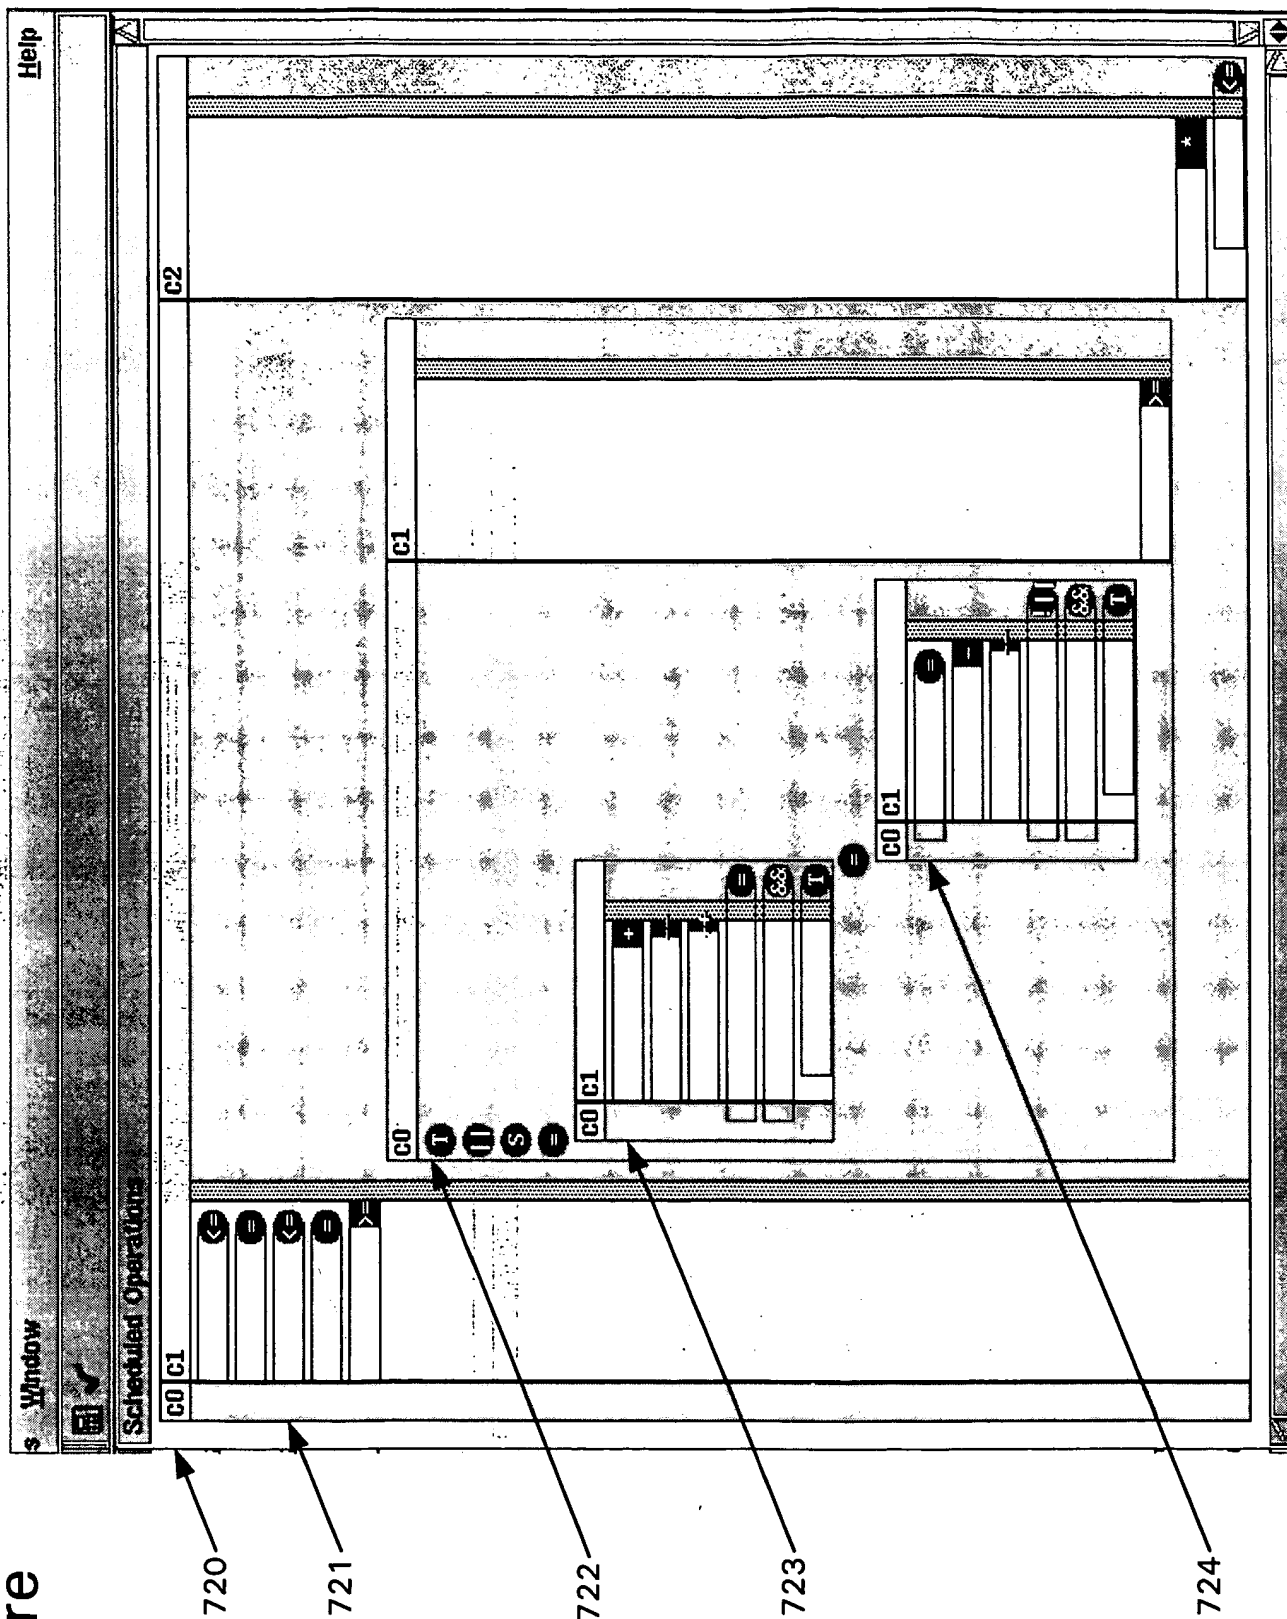 re
s Window Help
Scheduled Operations
C0 C1 C2
720
<=
=
<=
=
721
>=
C0 C1
T
[]
S
=
722
C0 C1
+
=
&&
723
T
=
C0 C1
=
-
[]
&&
T
>=
*
724
<=